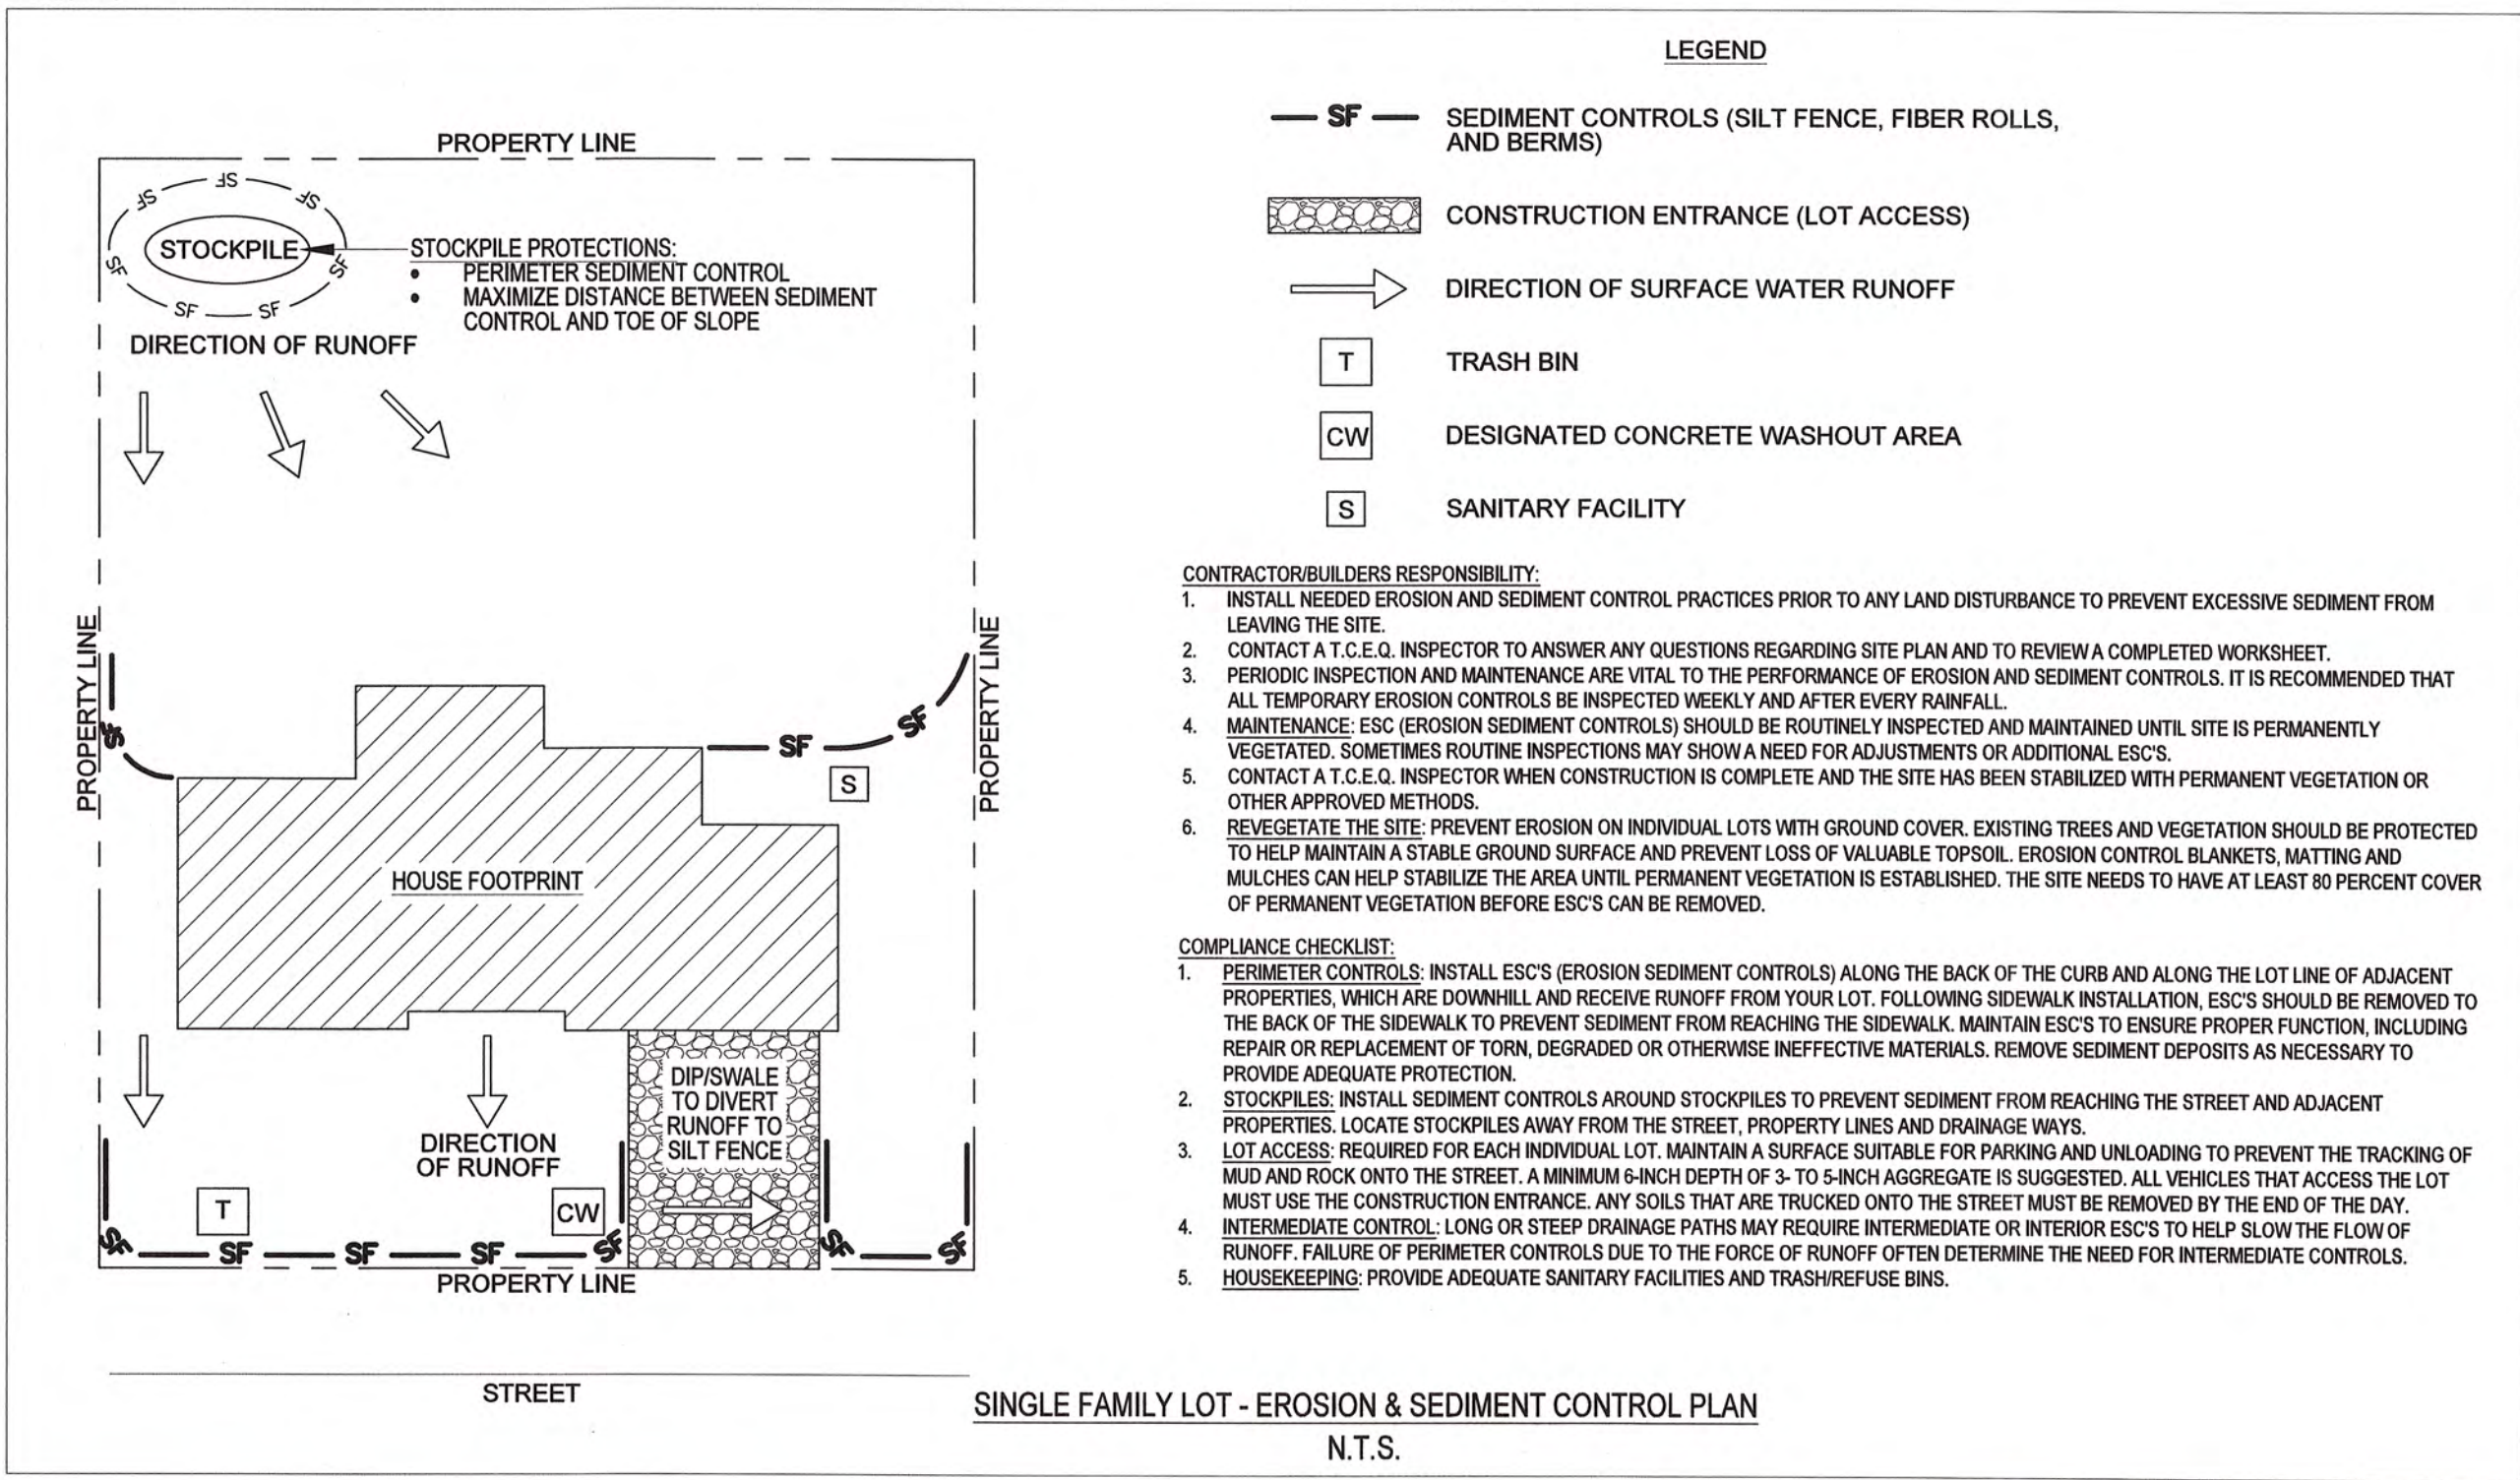 PROPERTY LINE
SF
SF
SF
SF
SF
SF
SF
STOCKPILE
STOCKPILE PROTECTIONS:
• PERIMETER SEDIMENT CONTROL
• MAXIMIZE DISTANCE BETWEEN SEDIMENT
CONTROL AND TOE OF SLOPE
DIRECTION OF RUNOFF
PROPERTY LINE
PROPERTY LINE
SF
SF
SF
S
HOUSE FOOTPRINT
DIP/SWALE
TO DIVERT
RUNOFF TO
SILT FENCE
DIRECTION
OF RUNOFF
T
CW
SF
SF
SF
SF
SF
SF
SF
PROPERTY LINE
STREET
LEGEND
SF
SEDIMENT CONTROLS (SILT FENCE, FIBER ROLLS,
AND BERMS)
CONSTRUCTION ENTRANCE (LOT ACCESS)
DIRECTION OF SURFACE WATER RUNOFF
T
TRASH BIN
CW
DESIGNATED CONCRETE WASHOUT AREA
S
SANITARY FACILITY
CONTRACTOR/BUILDERS RESPONSIBILITY:
1. INSTALL NEEDED EROSION AND SEDIMENT CONTROL PRACTICES PRIOR TO ANY LAND DISTURBANCE TO PREVENT EXCESSIVE SEDIMENT FROM
LEAVING THE SITE.
2. CONTACT A T.C.E.Q. INSPECTOR TO ANSWER ANY QUESTIONS REGARDING SITE PLAN AND TO REVIEW A COMPLETED WORKSHEET.
3. PERIODIC INSPECTION AND MAINTENANCE ARE VITAL TO THE PERFORMANCE OF EROSION AND SEDIMENT CONTROLS. IT IS RECOMMENDED THAT
ALL TEMPORARY EROSION CONTROLS BE INSPECTED WEEKLY AND AFTER EVERY RAINFALL.
4. MAINTENANCE: ESC (EROSION SEDIMENT CONTROLS) SHOULD BE ROUTINELY INSPECTED AND MAINTAINED UNTIL SITE IS PERMANENTLY
VEGETATED. SOMETIMES ROUTINE INSPECTIONS MAY SHOW A NEED FOR ADJUSTMENTS OR ADDITIONAL ESC'S.
5. CONTACT A T.C.E.Q. INSPECTOR WHEN CONSTRUCTION IS COMPLETE AND THE SITE HAS BEEN STABILIZED WITH PERMANENT VEGETATION OR
OTHER APPROVED METHODS.
6. REVEGETATE THE SITE: PREVENT EROSION ON INDIVIDUAL LOTS WITH GROUND COVER. EXISTING TREES AND VEGETATION SHOULD BE PROTECTED
TO HELP MAINTAIN A STABLE GROUND SURFACE AND PREVENT LOSS OF VALUABLE TOPSOIL. EROSION CONTROL BLANKETS, MATTING AND
MULCHES CAN HELP STABILIZE THE AREA UNTIL PERMANENT VEGETATION IS ESTABLISHED. THE SITE NEEDS TO HAVE AT LEAST 80 PERCENT COVER
OF PERMANENT VEGETATION BEFORE ESC'S CAN BE REMOVED.
COMPLIANCE CHECKLIST:
1. PERIMETER CONTROLS: INSTALL ESC'S (EROSION SEDIMENT CONTROLS) ALONG THE BACK OF THE CURB AND ALONG THE LOT LINE OF ADJACENT
PROPERTIES, WHICH ARE DOWNHILL AND RECEIVE RUNOFF FROM YOUR LOT. FOLLOWING SIDEWALK INSTALLATION, ESC'S SHOULD BE REMOVED TO
THE BACK OF THE SIDEWALK TO PREVENT SEDIMENT FROM REACHING THE SIDEWALK. MAINTAIN ESC'S TO ENSURE PROPER FUNCTION, INCLUDING
REPAIR OR REPLACEMENT OF TORN, DEGRADED OR OTHERWISE INEFFECTIVE MATERIALS. REMOVE SEDIMENT DEPOSITS AS NECESSARY TO
PROVIDE ADEQUATE PROTECTION.
2. STOCKPILES: INSTALL SEDIMENT CONTROLS AROUND STOCKPILES TO PREVENT SEDIMENT FROM REACHING THE STREET AND ADJACENT
PROPERTIES. LOCATE STOCKPILES AWAY FROM THE STREET, PROPERTY LINES AND DRAINAGE WAYS.
3. LOT ACCESS: REQUIRED FOR EACH INDIVIDUAL LOT. MAINTAIN A SURFACE SUITABLE FOR PARKING AND UNLOADING TO PREVENT THE TRACKING OF
MUD AND ROCK ONTO THE STREET. A MINIMUM 6-INCH DEPTH OF 3- TO 5-INCH AGGREGATE IS SUGGESTED. ALL VEHICLES THAT ACCESS THE LOT
MUST USE THE CONSTRUCTION ENTRANCE. ANY SOILS THAT ARE TRUCKED ONTO THE STREET MUST BE REMOVED BY THE END OF THE DAY.
4. INTERMEDIATE CONTROL: LONG OR STEEP DRAINAGE PATHS MAY REQUIRE INTERMEDIATE OR INTERIOR ESC'S TO HELP SLOW THE FLOW OF
RUNOFF. FAILURE OF PERIMETER CONTROLS DUE TO THE FORCE OF RUNOFF OFTEN DETERMINE THE NEED FOR INTERMEDIATE CONTROLS.
5. HOUSEKEEPING: PROVIDE ADEQUATE SANITARY FACILITIES AND TRASH/REFUSE BINS.
SINGLE FAMILY LOT - EROSION & SEDIMENT CONTROL PLAN
N.T.S.